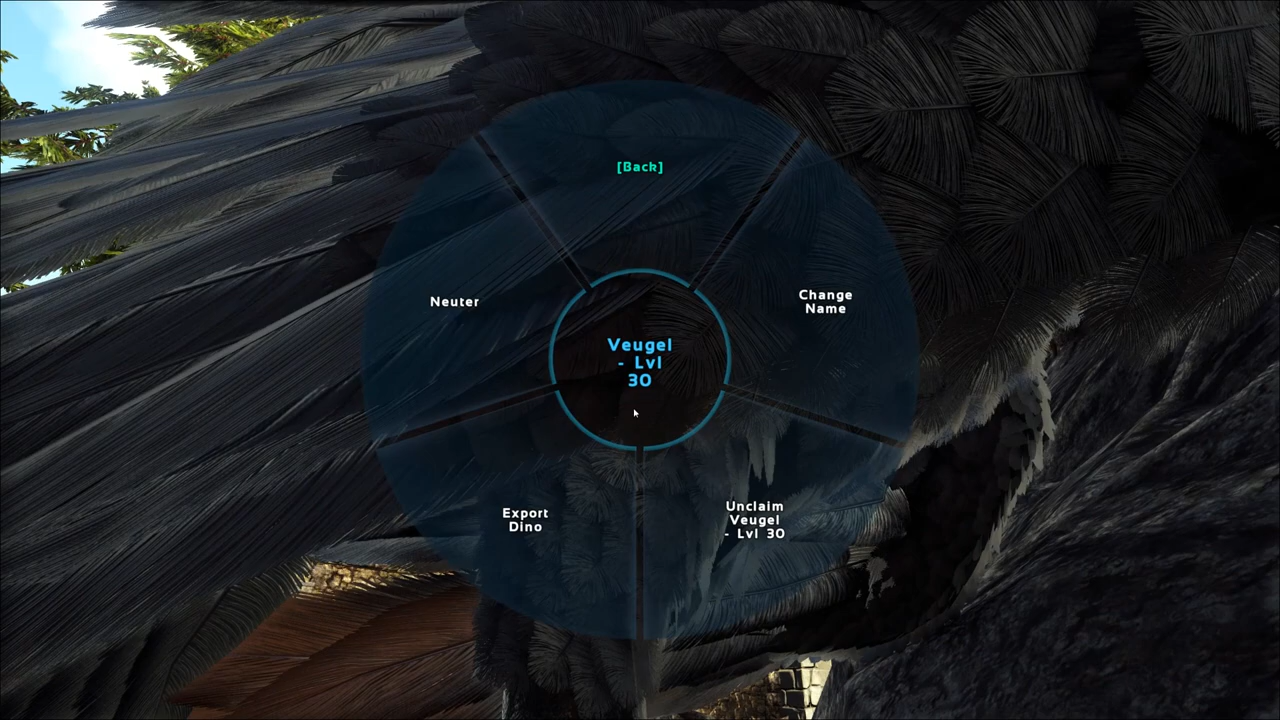 [Back]
Neuter
Change
Name
Veugel
- Lvl
30
Export
Dino
Unclaim
Veugel
- Lvl 30